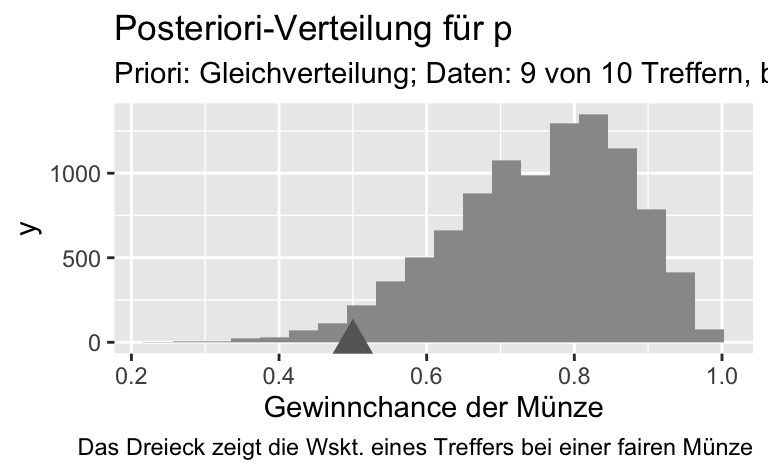 Posteriori-Verteilung für p
Priori: Gleichverteilung; Daten: 9 von 10 Treffern, b
y
1000
500
0
0.2 0.4 0.6 0.8 1.0
Gewinnchance der Münze
Das Dreieck zeigt die Wskt. eines Treffers bei einer fairen Münze